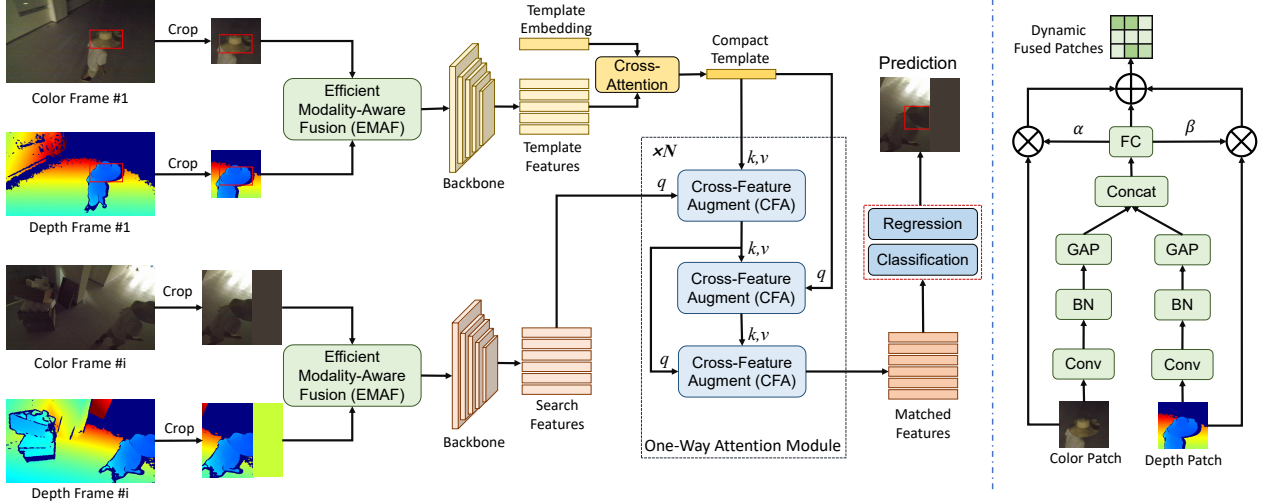 Color Frame #1
Crop
Depth Frame #1
Crop
Efficient
Modality-Aware
Fusion (EMAF)
Backbone
Template
Embedding
Template
Features
Cross-
Attention
Compact
Template
Color Frame #i
Crop
Depth Frame #i
Crop
Efficient
Modality-Aware
Fusion (EMAF)
Backbone
Search
Features
×N
k,v
q
Cross-Feature
Augment (CFA)
k,v
q
Cross-Feature
Augment (CFA)
k,v
q
Cross-Feature
Augment (CFA)
One-Way Attention Module
Prediction
Regression
Classification
Matched
Features
Dynamic
Fused Patches
α
FC
β
Concat
GAP
GAP
BN
BN
Conv
Conv
Color Patch
Depth Patch